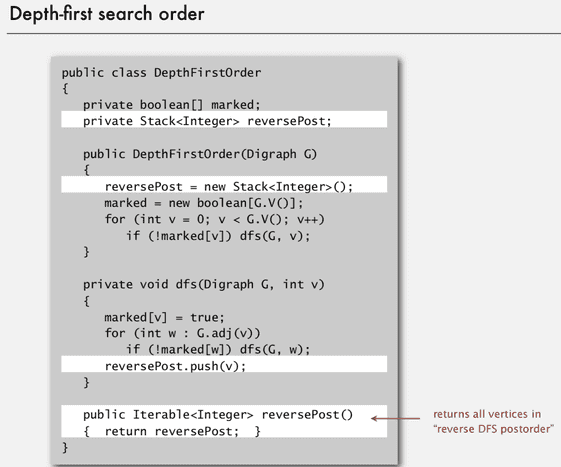 Depth-first search order
public class DepthFirstOrder
{
private boolean[] marked;
private Stack<Integer> reversePost;
public DepthFirstOrder(Digraph G)
{
reversePost = new Stack<Integer>();
marked = new boolean[G.V()];
for (int v = 0; v < G.V(); v++)
if (!marked[v]) dfs(G, v);
}
private void dfs(Digraph G, int v)
{
marked[v] = true;
for (int w : G.adj(v))
if (!marked[w]) dfs(G, w);
reversePost.push(v);
}
public Iterable<Integer> reversePost()
{ return reversePost; }
}
returns all vertices in
“reverse DFS postorder”